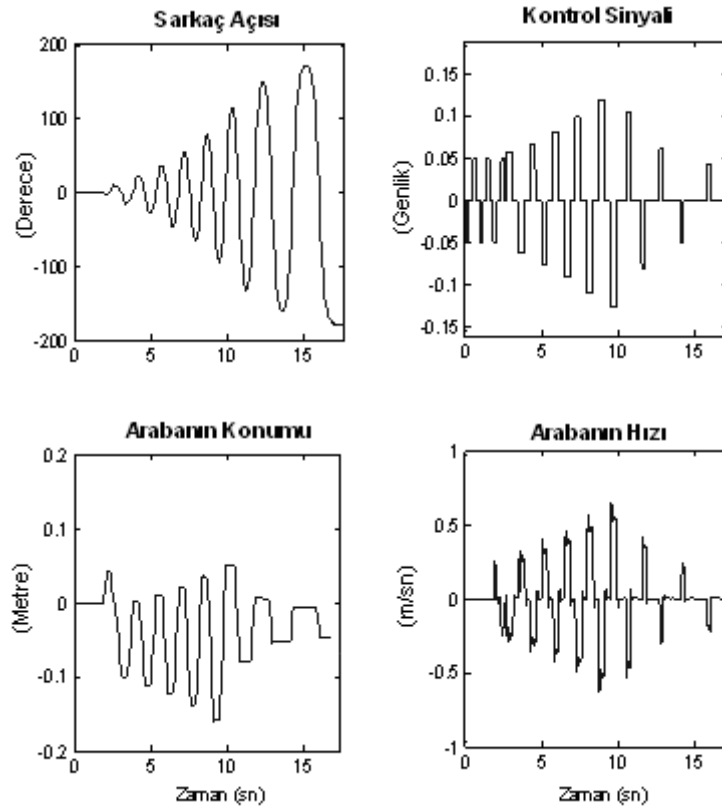 Sarkaç Açısı
(Derece)
200
100
0
-100
-200
0 5 10 15
Kontrol Sinyali
(Genlik)
0.15
0.1
0.05
0
-0.05
-0.1
-0.15
0 5 10 15
Arabanın Konumu
(Metre)
0.2
0.1
0
-0.1
-0.2
0 5 10 15
Zaman (sn)
Arabanın Hızı
(m/sn)
1
0.5
0
-0.5
-1
0 5 10 15
Zaman (sn)